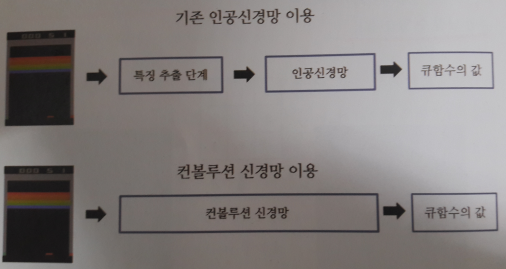 기존 인공신경망 이용
특징 추출 단계
인공신경망
큐함수의 값
컨볼루션 신경망 이용
컨볼루션 신경망
큐함수의 값